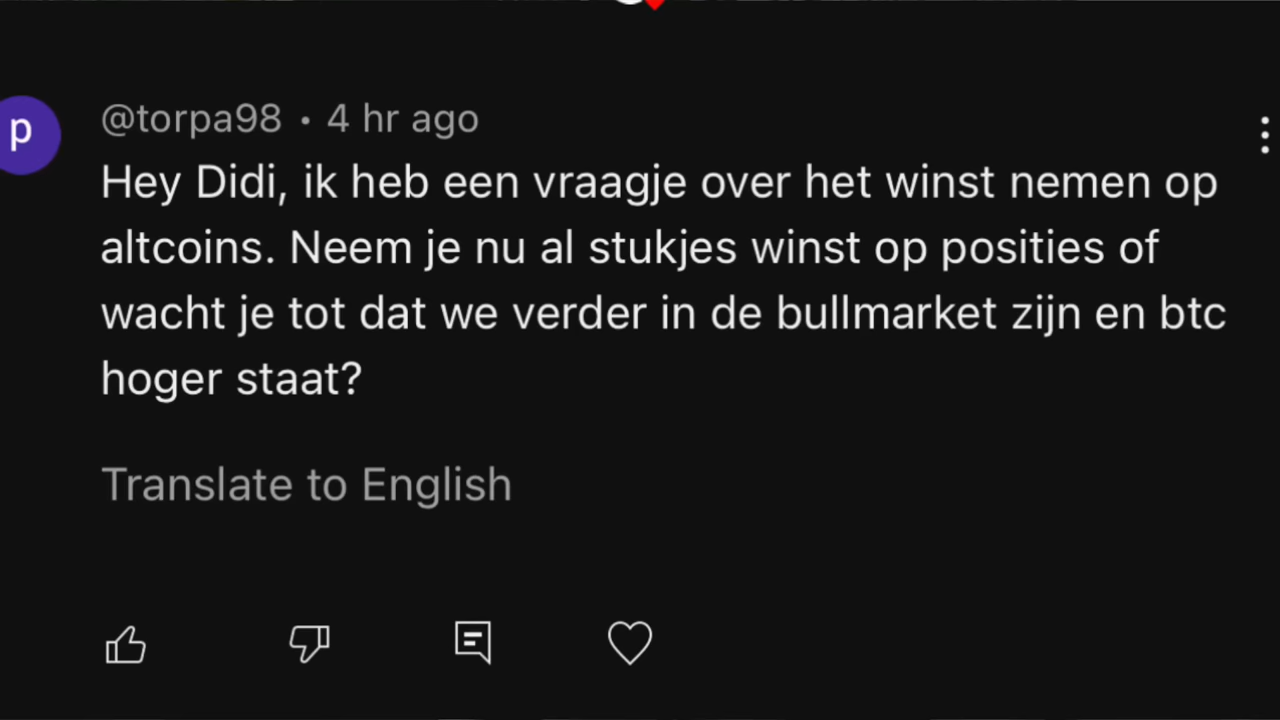 p
@torpa98 • 4 hr ago
Hey Didi, ik heb een vraagje over het winst nemen op
altcoins. Neem je nu al stukjes winst op posities of
wacht je tot dat we verder in de bullmarket zijn en btc
hoger staat?
Translate to English